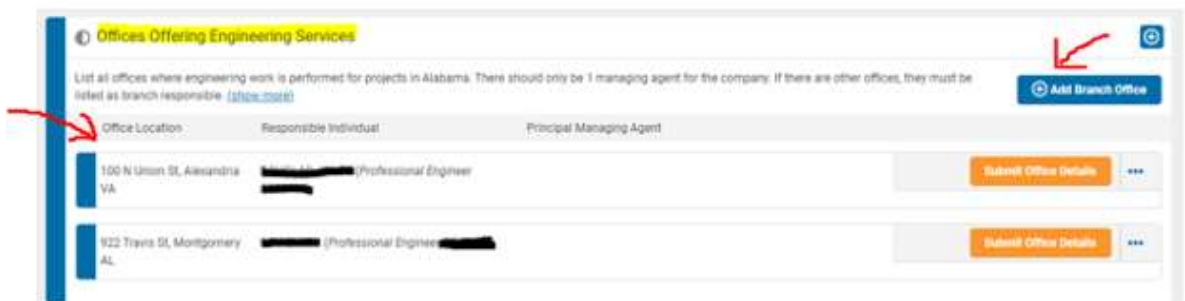 Offices Offering Engineering Services
List all offices where engineering work is performed for projects in Alabama. There should only be 1 managing agent for the company. If there are other offices, they must be
listed as branch responsible. (show more)
Add Branch Office
Office Location Responsible Individual Principal Managing Agent
100 N Union St, Alexandria (Professional Engineer Submit Office Details
VA
922 Travis St, Montgomery (Professional Engineer Submit Office Details
AL